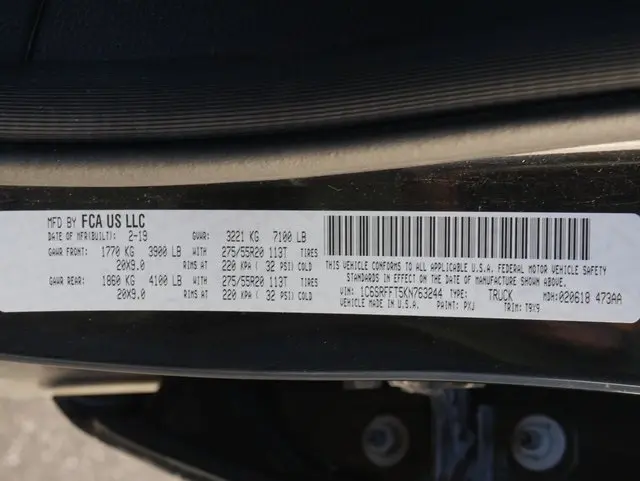 MFD BY FCA US LLC
DATE OF MFR(BUILT): 2-19 GVWR: 3221 KG 7100 LB
GAWR FRONT: 1770 KG 3900 LB WITH 275/55R20 113T TIRES
20X9.0 RIMS AT 220 KPA ( 32 PSI) COLD
GAWR REAR: 1860 KG 4100 LB WITH 275/55R20 113T TIRES
20X9.0 RIMS AT 220 KPA ( 32 PSI) COLD
THIS VEHICLE CONFORMS TO ALL APPLICABLE U.S.A. FEDERAL MOTOR VEHICLE SAFETY
STANDARDS IN EFFECT ON THE DATE OF MANUFACTURE SHOWN ABOVE.
VIN: 1C6SRFFT5KN763244 TYPE: TRUCK MDH:020618 473AA
VEHICLE MADE IN U.S.A. PAINT: PXJ TRIM: T9X9